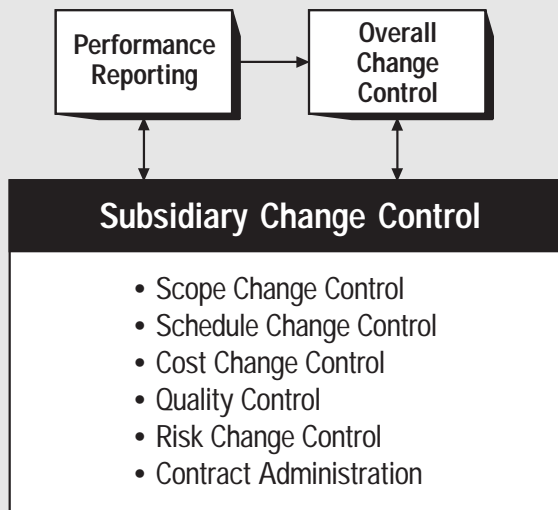 Performance
Reporting
Overall
Change
Control
Subsidiary Change Control
• Scope Change Control
• Schedule Change Control
• Cost Change Control
• Quality Control
• Risk Change Control
• Contract Administration